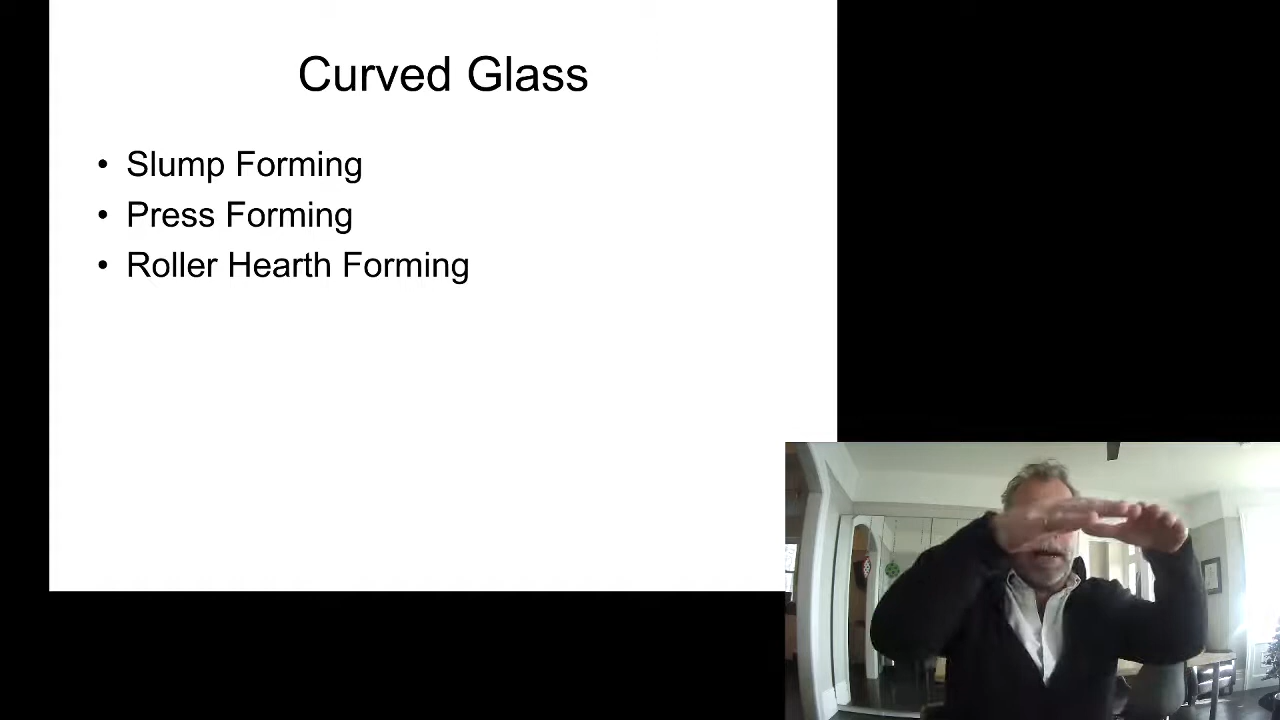 Curved Glass
• Slump Forming
• Press Forming
• Roller Hearth Forming